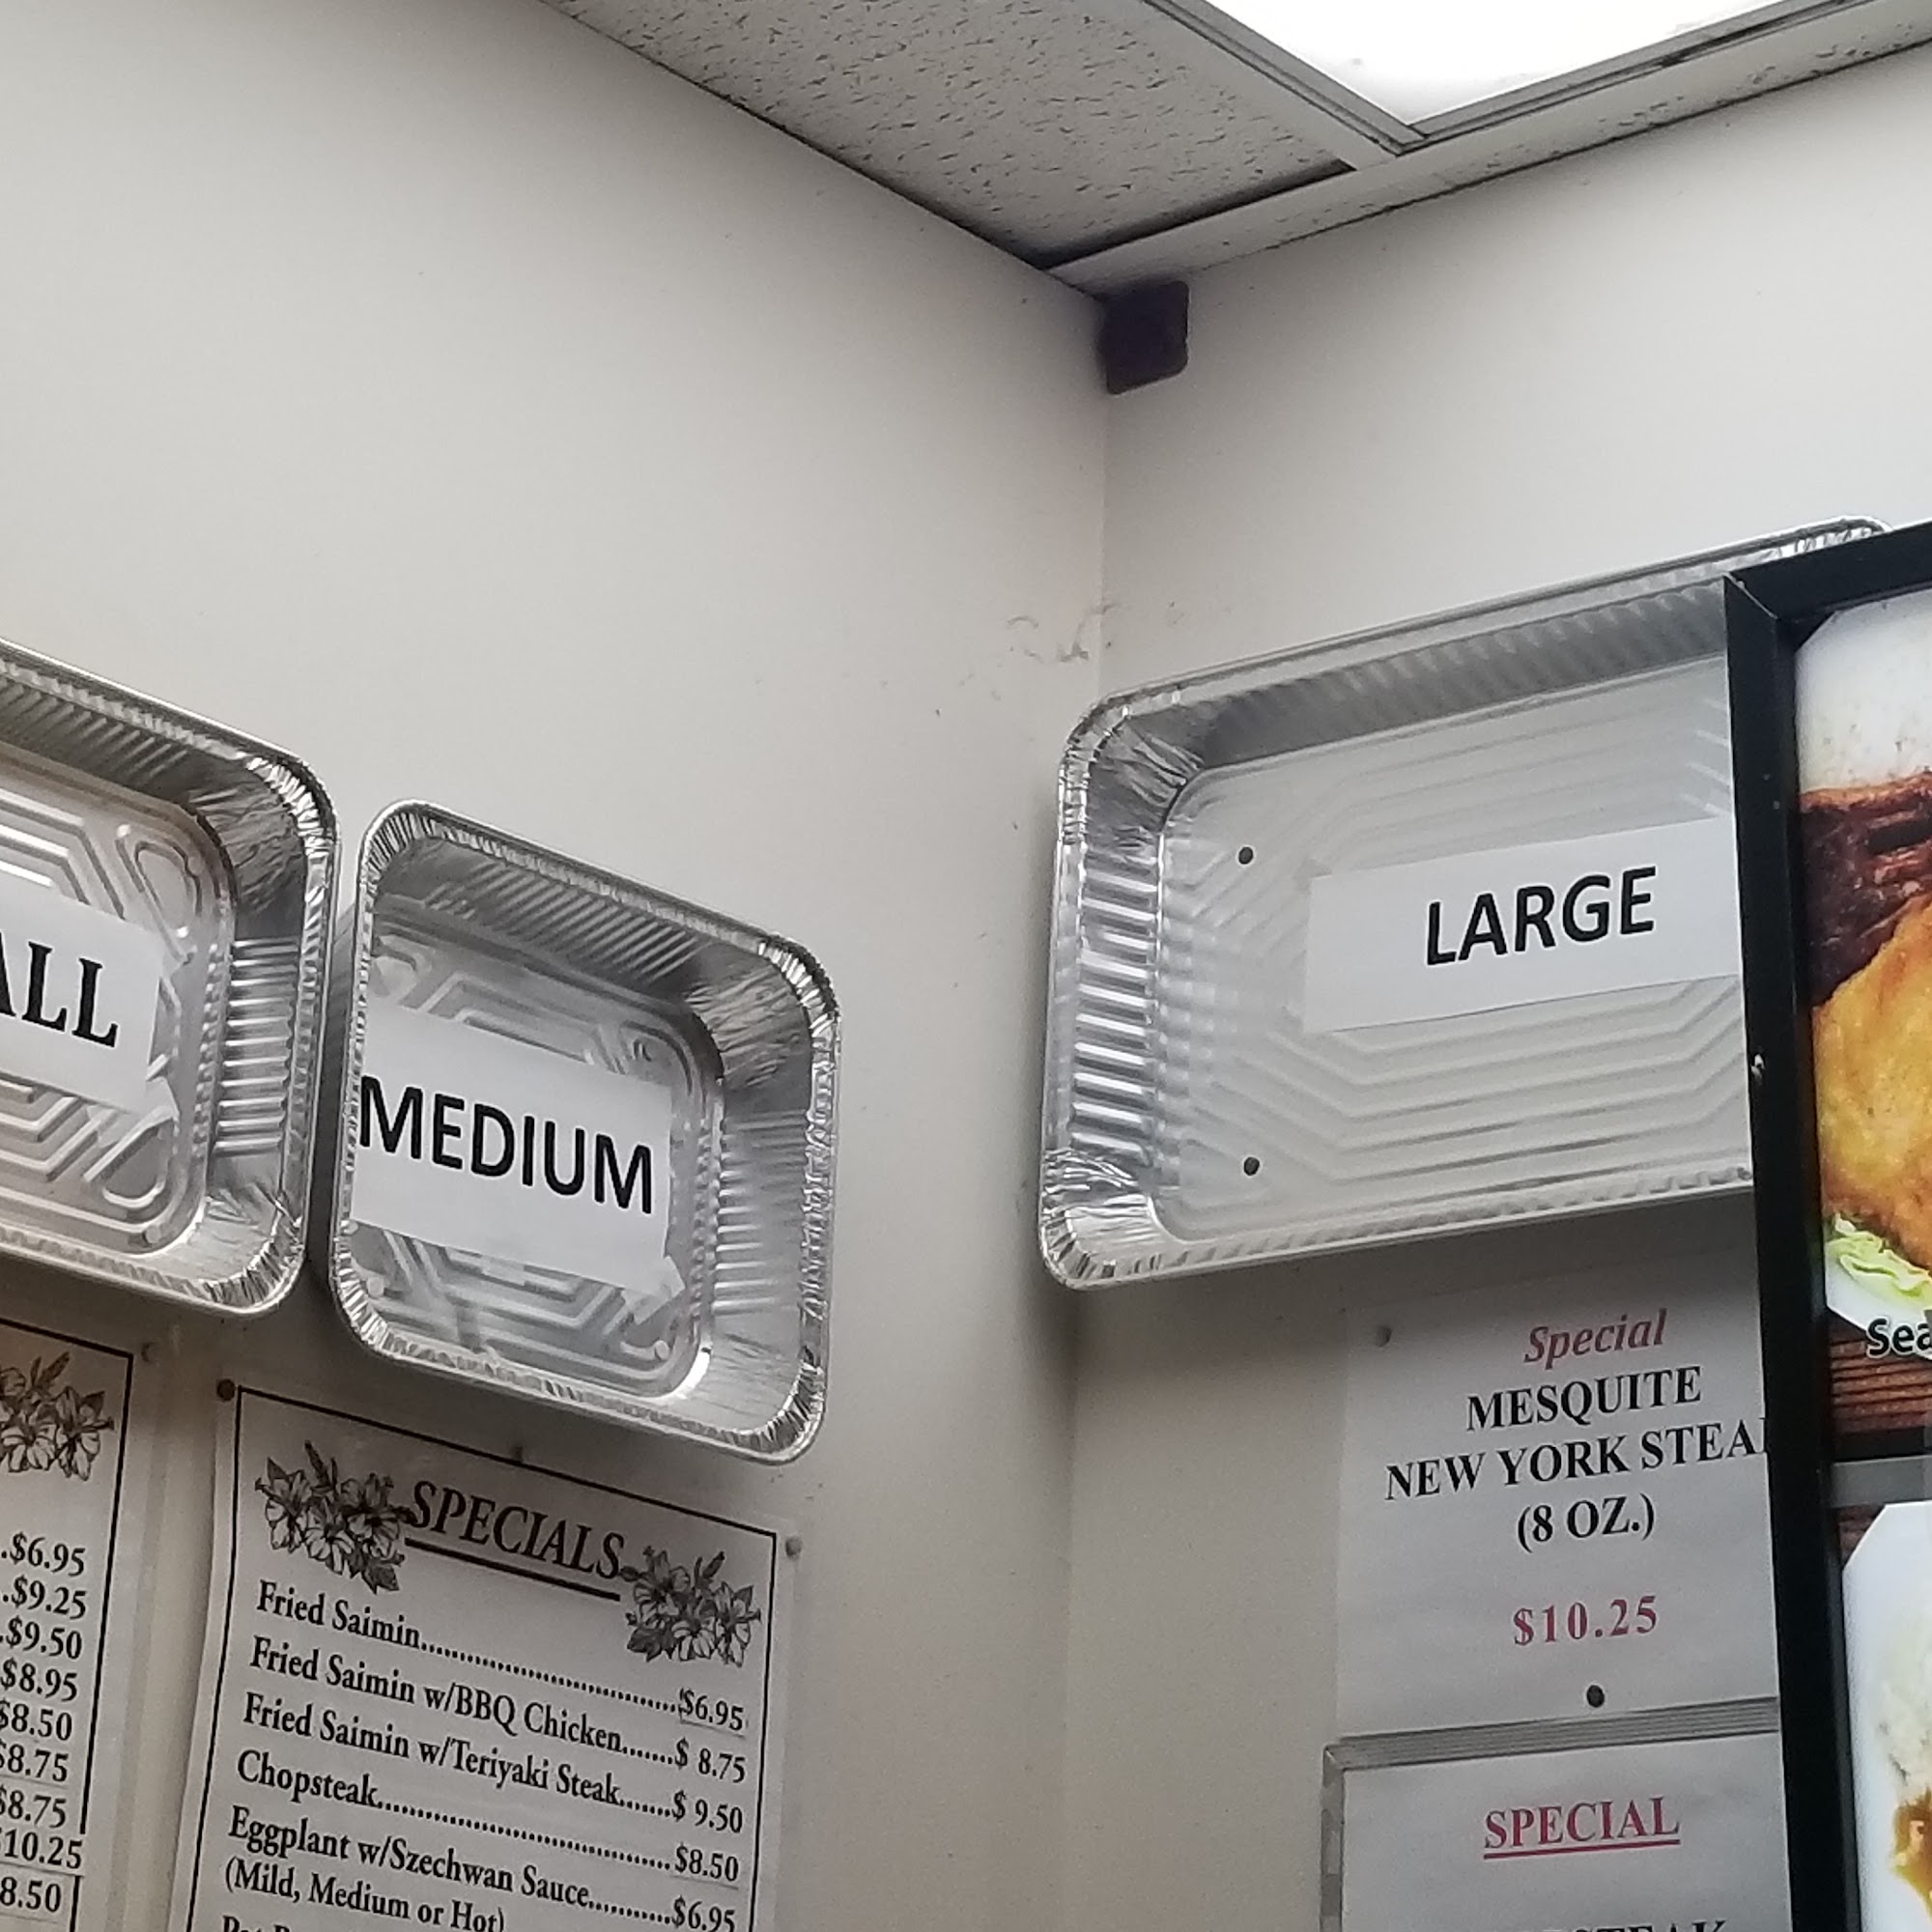 ALL
MEDIUM
LARGE
$6.95
$9.25
$9.50
$8.95
$8.50
$8.75
$8.75
10.25
8.50
SPECIALS
Fried Saimin $6.95
Fried Saimin w/BBQ Chicken $ 8.75
Fried Saimin w/Teriyaki Steak $ 9.50
Chopsteak $8.50
Eggplant w/Szechwan Sauce $6.95
(Mild, Medium or Hot)
Special
MESQUITE
NEW YORK STEA
(8 OZ.)
$10.25
SPECIAL
STEAK
Sea